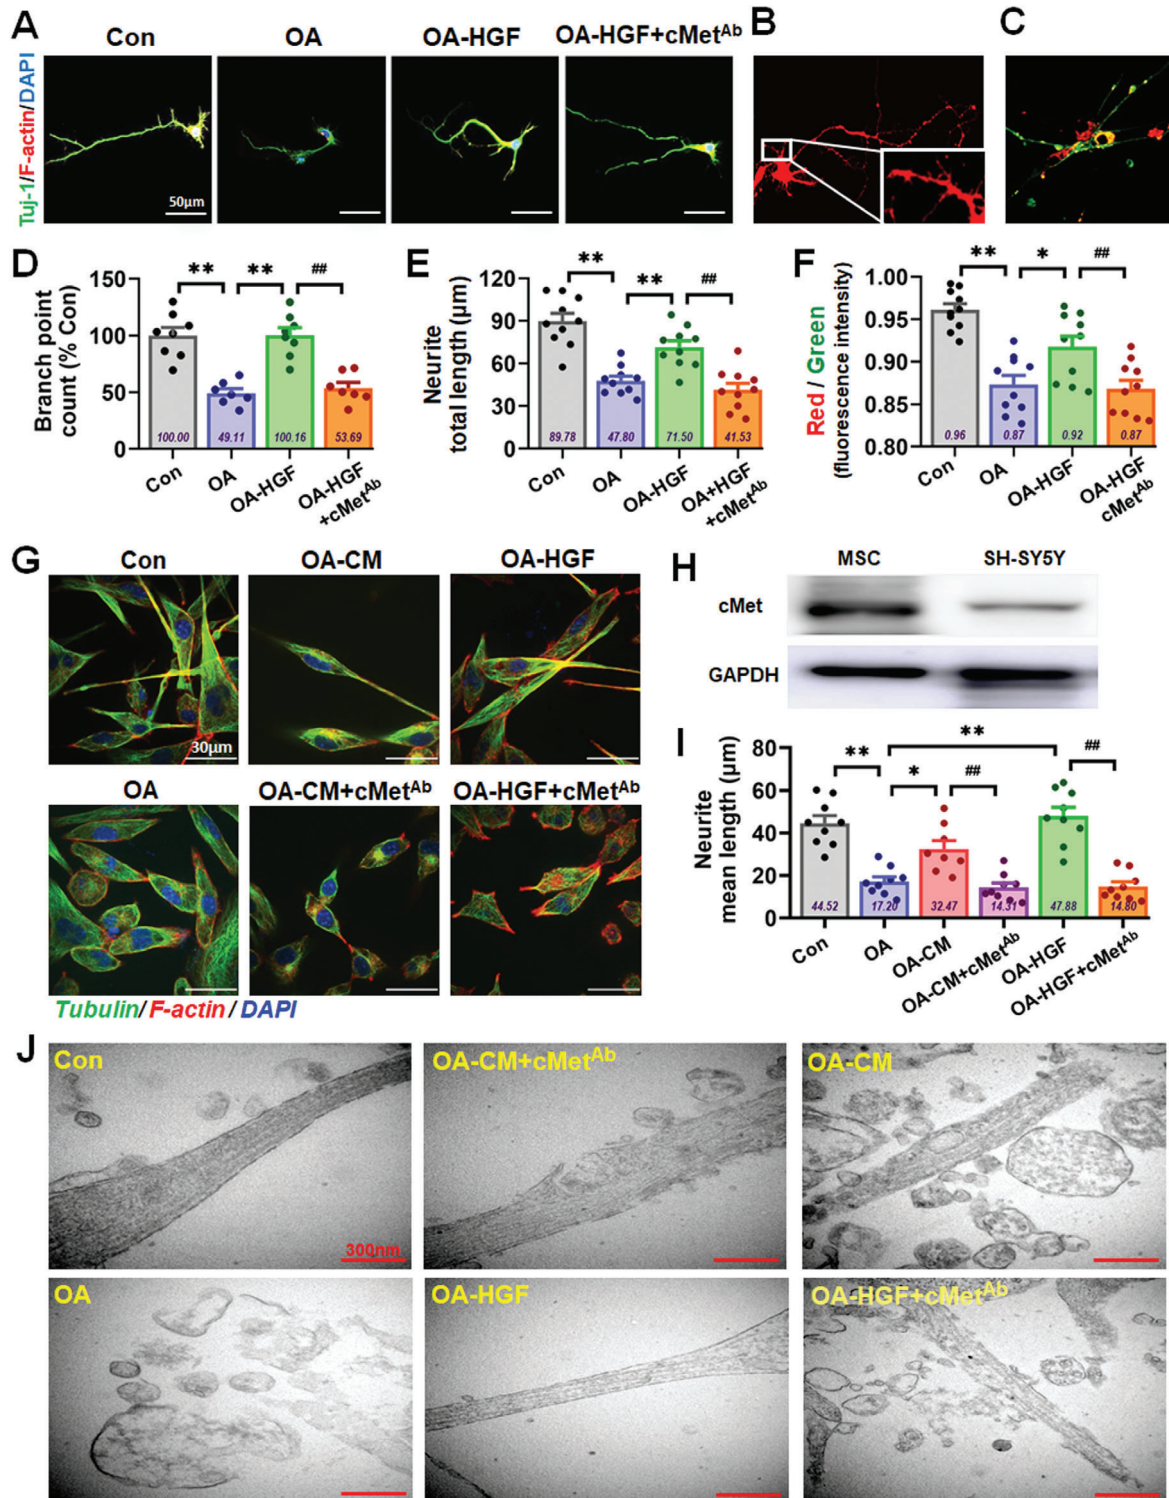 A
Con
OA
OA-HGF
OA-HGF+cMetAb
B
C
Tuj-1/F-actin/DAPI
50μm
D
Branch point
count (% Con)
150
100
50
0
**
**
##
100.00
49.11
100.16
53.69
Con
OA
OA-HGF
OA-HGF
+cMetAb
E
Neurite
total length (μm)
120
90
60
30
0
**
**
##
89.78
47.80
71.50
41.53
Con
OA
OA-HGF
OA+HGF
+cMetAb
F
Red / Green
(fluorescence intensity)
1.00
0.95
0.90
0.85
0.80
**
*
##
0.96
0.87
0.92
0.87
Con
OA
OA-HGF
OA-HGF
cMetAb
G
Con
OA-CM
OA-HGF
30μm
OA
OA-CM+cMetAb
OA-HGF+cMetAb
Tubulin/ F-actin / DAPI
H
MSC
SH-SY5Y
cMet
GAPDH
I
Neurite
mean length (μm)
80
60
40
20
0
**
*
##
**
##
44.52
17.20
32.47
14.31
47.88
14.80
Con
OA
OA-CM
OA-CM+cMetAb
OA-HGF
OA-HGF+cMetAb
J
Con
OA-CM+cMetAb
OA-CM
300nm
OA
OA-HGF
OA-HGF+cMetAb